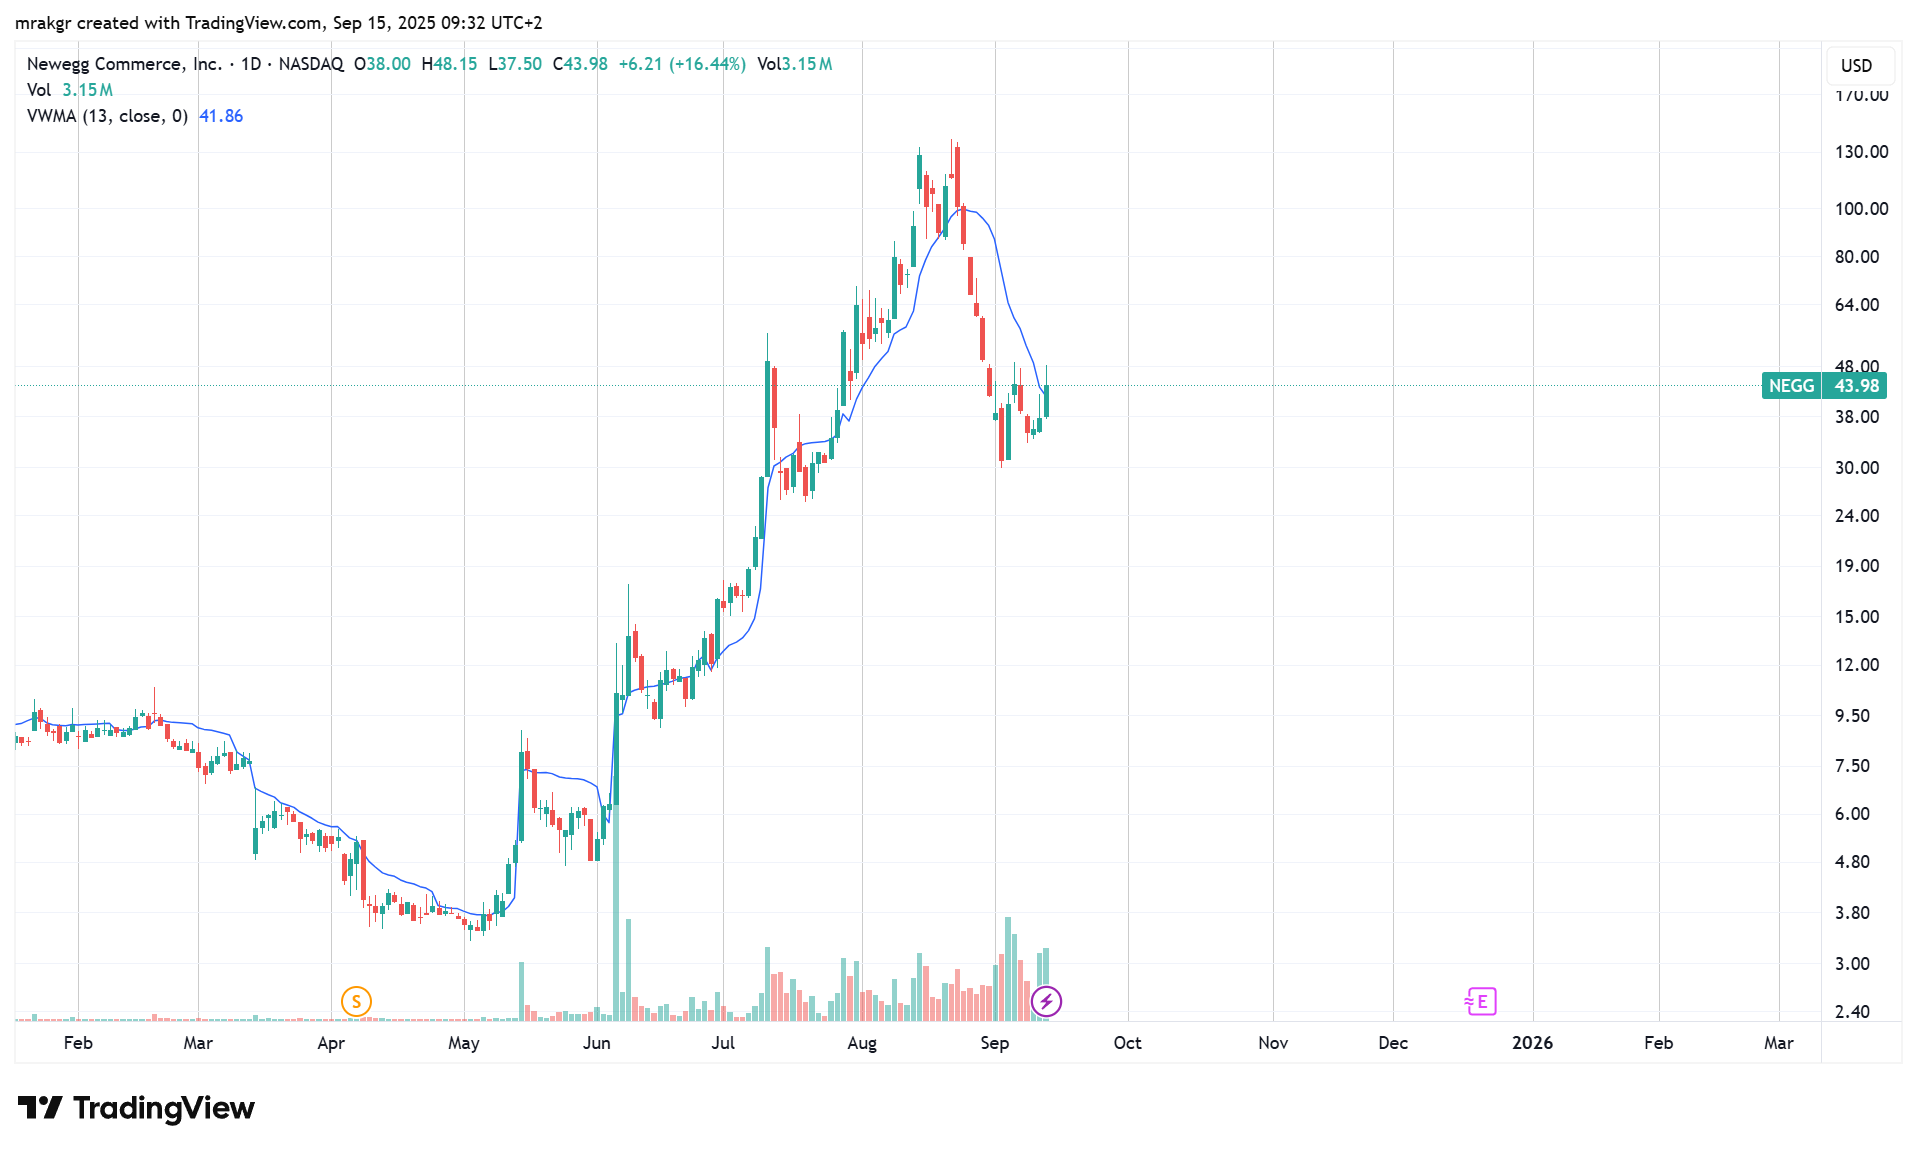 mrakgr created with TradingView.com, Sep 15, 2025 09:32 UTC+2
Newegg Commerce, Inc. · 1D · NASDAQ O38.00 H48.15 L37.50 C43.98 +6.21 (+16.44%) Vol3.15M
Vol 3.15M
VWMA (13, close, 0) 41.86
USD
170.00
130.00
100.00
80.00
64.00
48.00
NEGG 43.98
38.00
30.00
24.00
19.00
15.00
12.00
9.50
7.50
6.00
4.80
3.80
3.00
2.40
S
≈E
Feb Mar Apr May Jun Jul Aug Sep Oct Nov Dec 2026 Feb Mar
TradingView